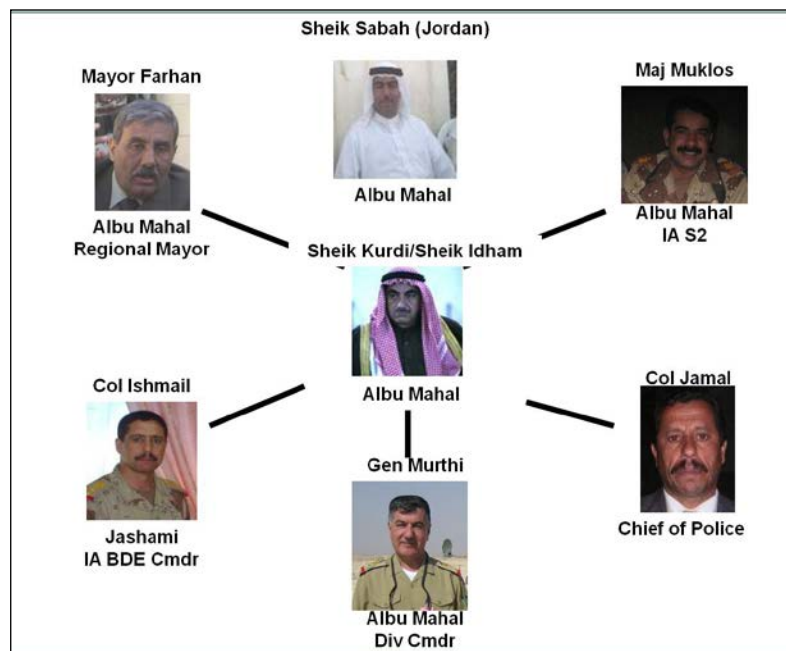 Sheik Sabah (Jordan)
Mayor Farhan
Maj Muklos
Albu Mahal
Albu Mahal
Regional Mayor
Albu Mahal
IA S2
Sheik Kurdi/Sheik Idham
Albu Mahal
Col Ishmail
Col Jamal
Gen Murthi
Jashami
IA BDE Cmdr
Chief of Police
Albu Mahal
Div Cmdr